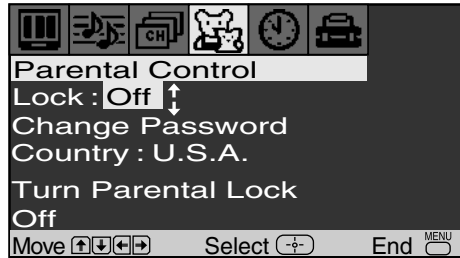 CH
Parental Control
Lock : Off
Change Password
Country : U.S.A.
Turn Parental Lock
Off
Move Select End MENU